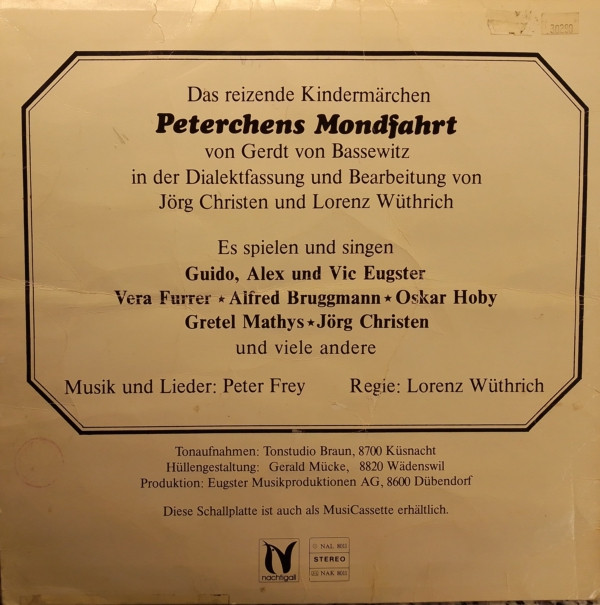 30280
Das reizende Kindermärchen
Peterchens Mondfahrt
von Gerdt von Bassewitz
in der Dialektfassung und Bearbeitung von
Jörg Christen und Lorenz Wüthrich
Es spielen und singen
Guido, Alex und Vic Eugster
Vera Furrer ★ Alfred Bruggmann ★ Oskar Hoby
Gretel Mathys ★ Jörg Christen
und viele andere
Musik und Lieder: Peter Frey Regie: Lorenz Wüthrich
Tonaufnahmen: Tonstudio Braun, 8700 Küsnacht
Hüllengestaltung: Gerald Mücke, 8820 Wädenswil
Produktion: Eugster Musikproduktionen AG, 8600 Dübendorf
Diese Schallplatte ist auch als MusiCassette erhältlich.
nachtigall
NAL
STEREO
NAK